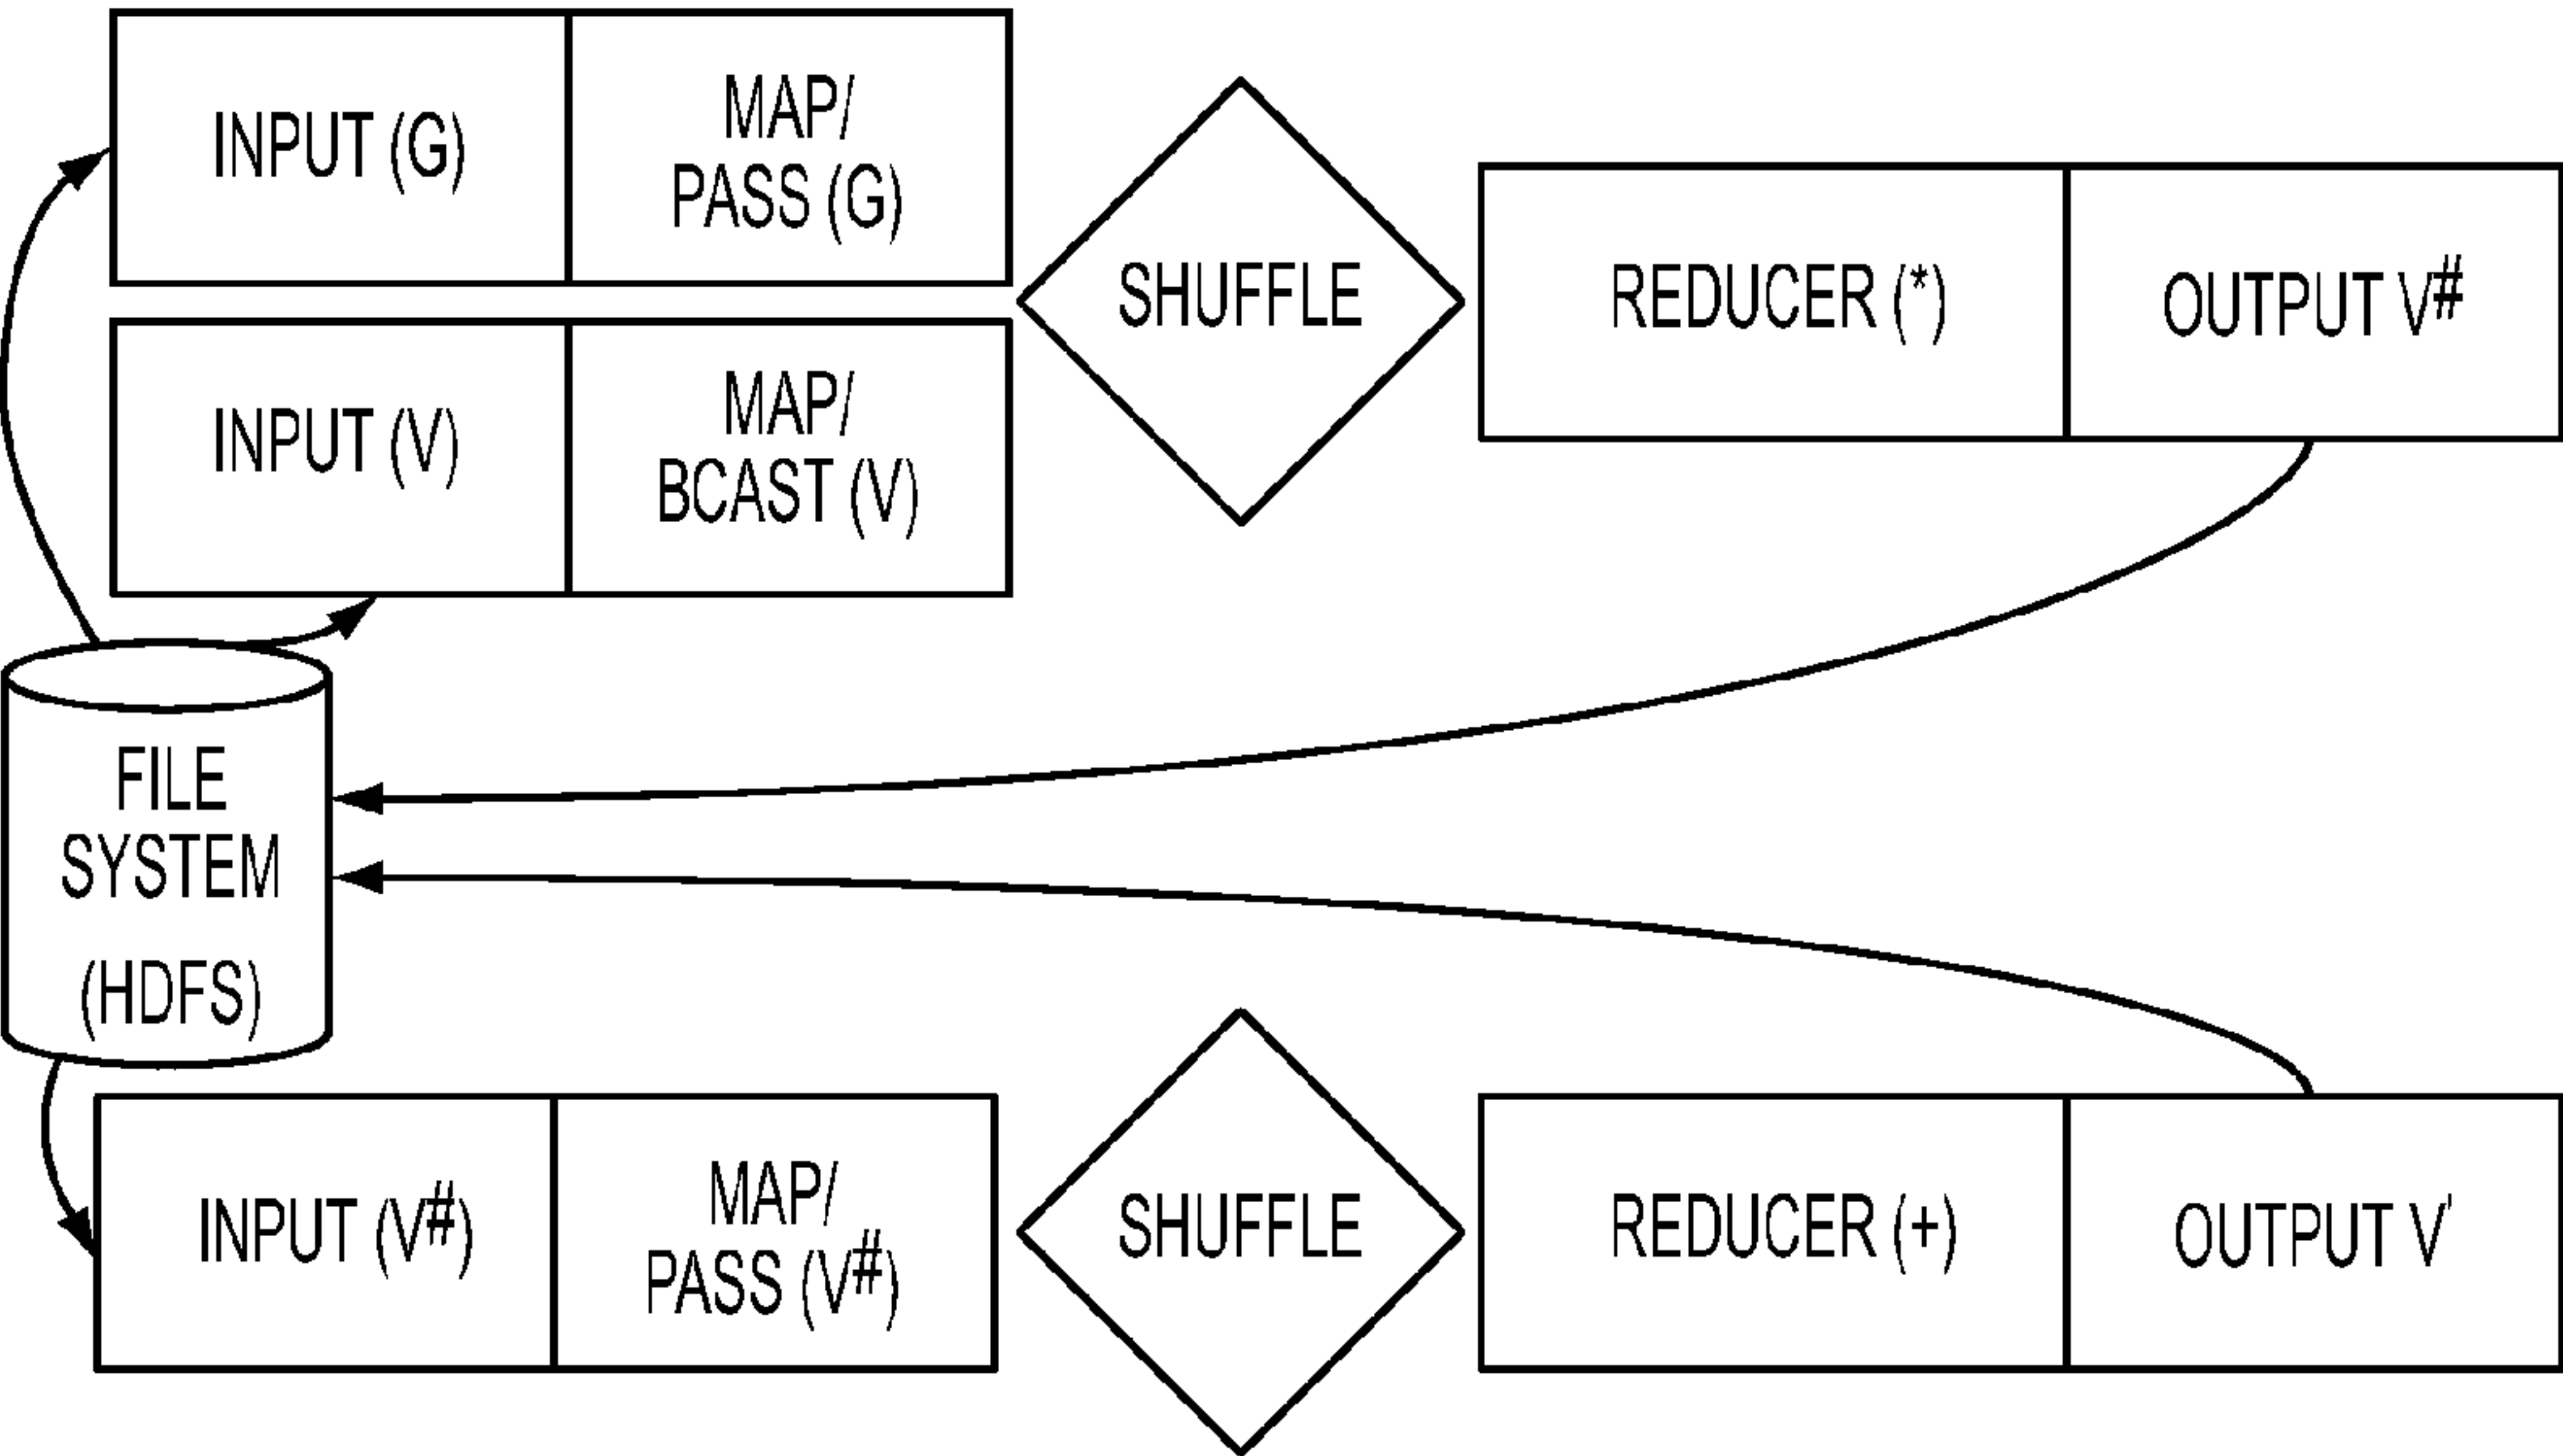 INPUT (G)
MAP/
PASS (G)
INPUT (V)
MAP/
BCAST (V)
SHUFFLE
REDUCER (*)
OUTPUT V#
FILE
SYSTEM
(HDFS)
INPUT (V#)
MAP/
PASS (V#)
SHUFFLE
REDUCER (+)
OUTPUT V'